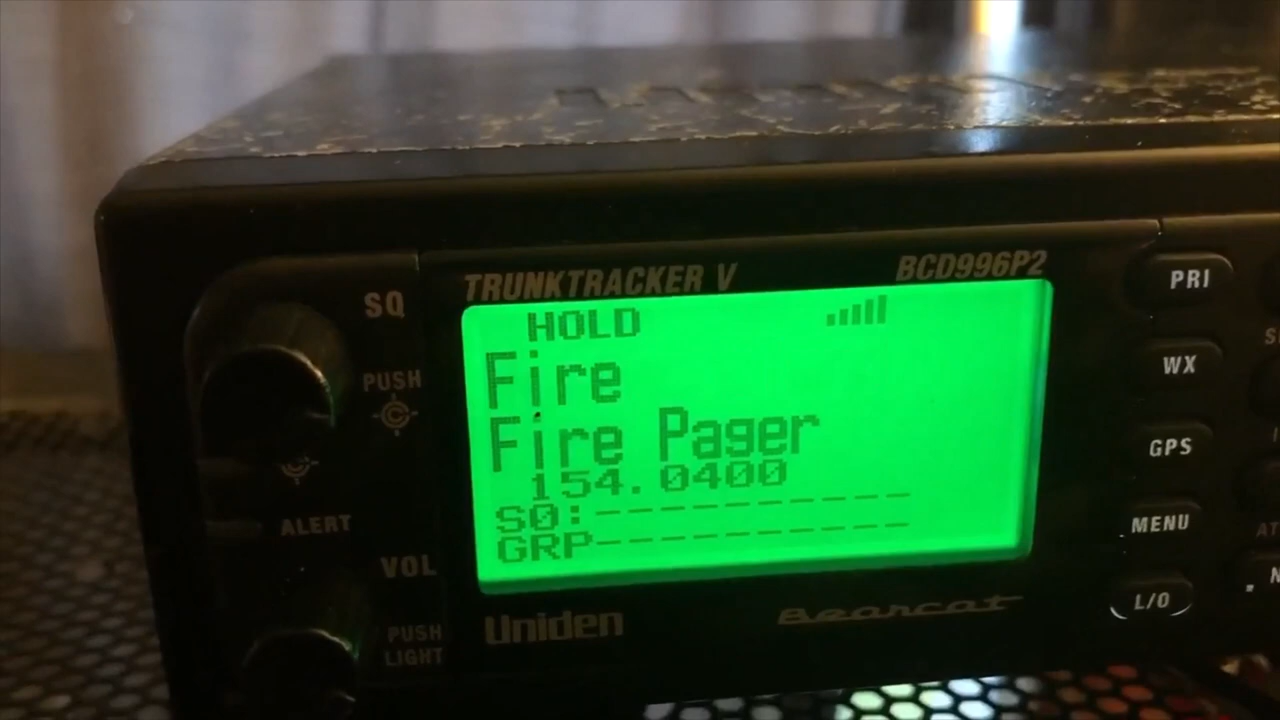 TRUNKTRACKER V
BCD996P2
SQ
PUSH
ALERT
VOL
PUSH
LIGHT
HOLD
Fire
Fire Pager
154.0400
S0:----------
GRP----------
Uniden
Bearcat
PRI
WX
GPS
MENU
L/O